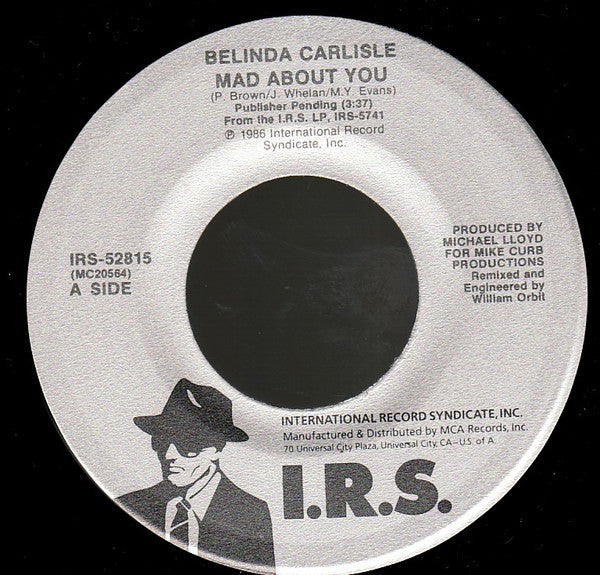 BELINDA CARLISLE
MAD ABOUT YOU
(P. Brown/J. Whelan/M.Y. Evans)
Publisher Pending (3:37)
From the I.R.S. LP, IRS-5741
℗ 1986 International Record
Syndicate, Inc.
IRS-52815
(MC20564)
A SIDE
PRODUCED BY
MICHAEL LLOYD
FOR MIKE CURB
PRODUCTIONS
Remixed and
Engineered by
William Orbit
INTERNATIONAL RECORD SYNDICATE, INC.
Manufactured & Distributed by MCA Records, Inc.
70 Universal City Plaza, Universal City, CA–U.S. of A.
I.R.S.